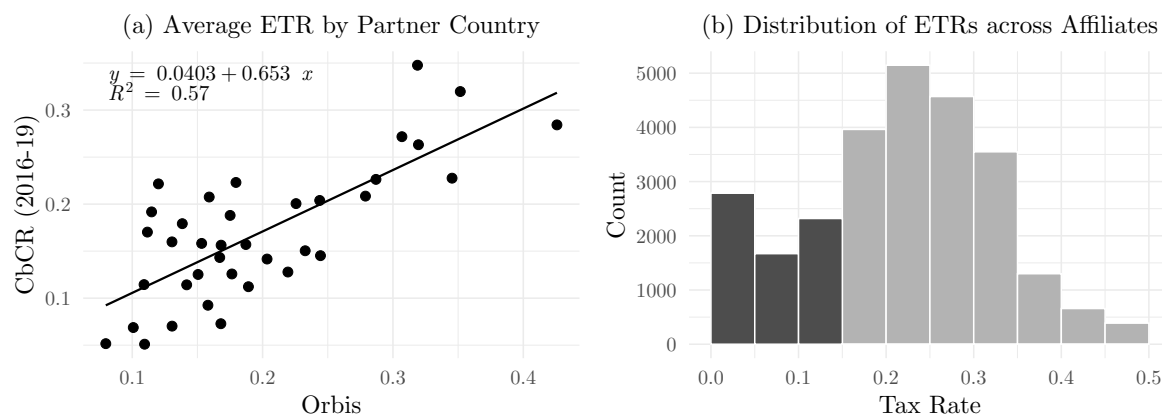 (a) Average ETR by Partner Country
y = 0.0403 + 0.653 x
R² = 0.57
CbCR (2016-19)
0.3
0.2
0.1
0.1 0.2 0.3 0.4
Orbis
(b) Distribution of ETRs across Affiliates
Count
5000
4000
3000
2000
1000
0
0.0 0.1 0.2 0.3 0.4 0.5
Tax Rate